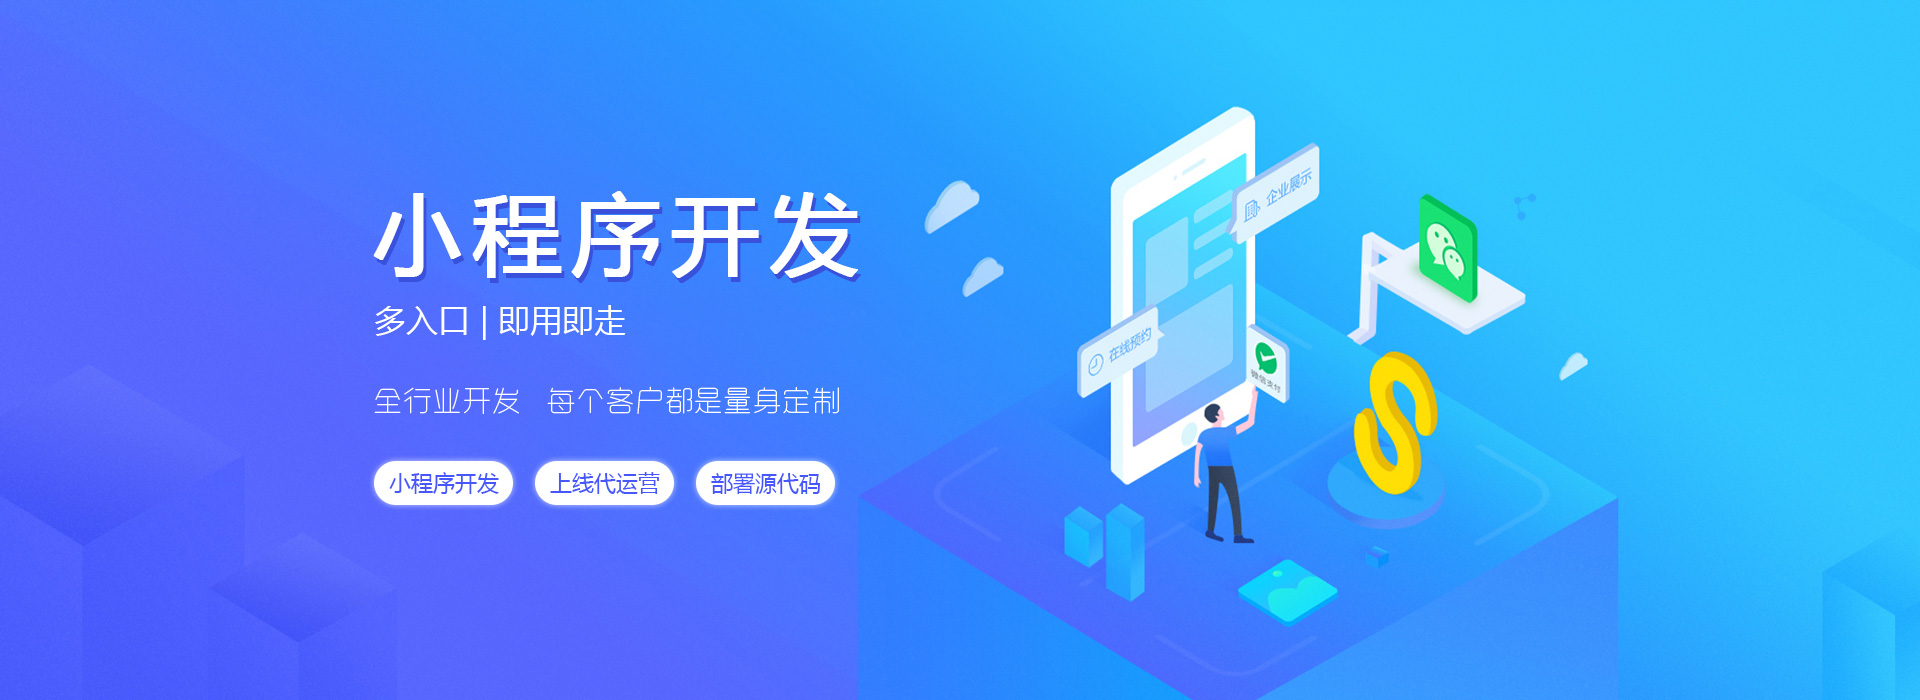 小程序开发
多入口 | 即用即走
全行业开发 每个客户都是量身定制
小程序开发 上线代运营 部署源代码
企业展示
在线预约
微信支付